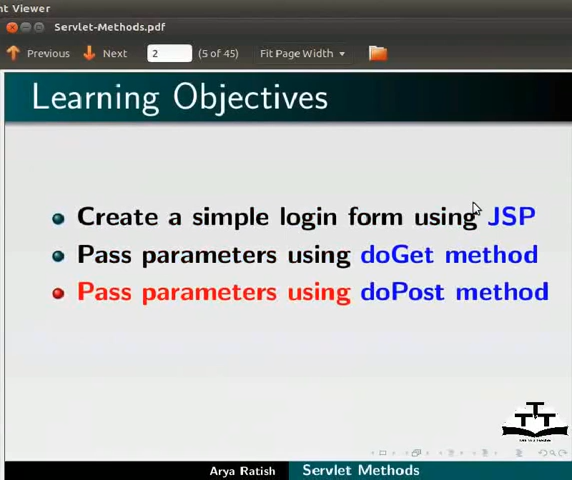 nt Viewer
Servlet-Methods.pdf
Previous Next 2 (5 of 45) Fit Page Width
Learning Objectives
Create a simple login form using JSP
Pass parameters using doGet method
Pass parameters using doPost method
TTT
Arya Ratish Servlet Methods